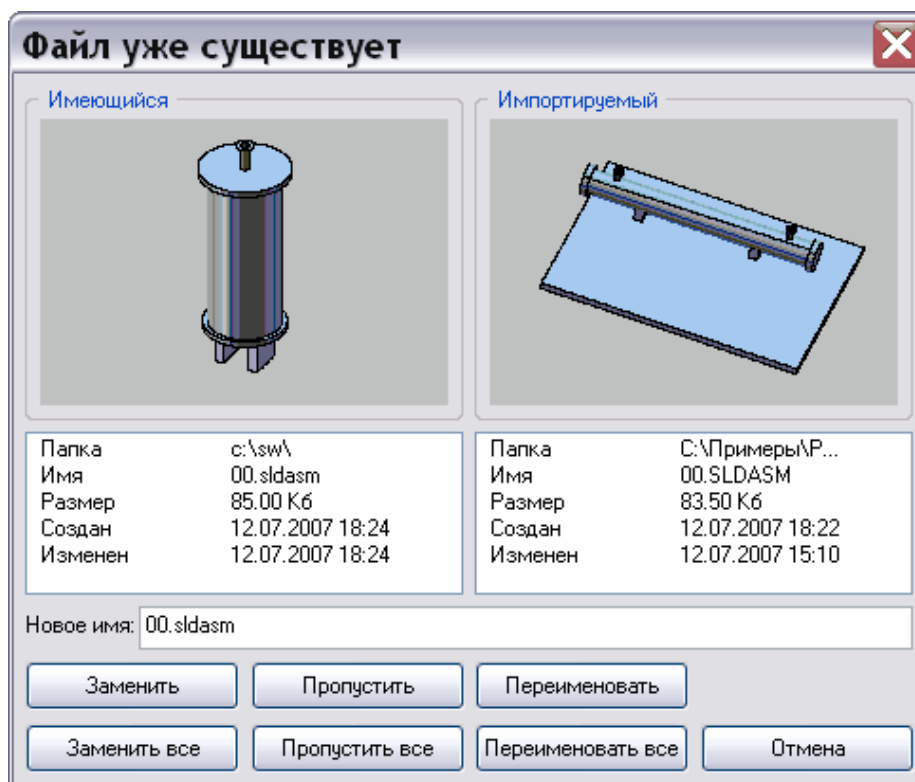 Файл уже существует
Имеющийся
Импортируемый
Папка c:\sw\
Имя 00.sldasm
Размер 85.00 Кб
Создан 12.07.2007 18:24
Изменен 12.07.2007 18:24
Папка C:\Примеры\P...
Имя 00.SLDASM
Размер 83.50 Кб
Создан 12.07.2007 18:22
Изменен 12.07.2007 15:10
Новое имя: 00.sldasm
Заменить Пропустить Переименовать
Заменить все Пропустить все Переименовать все Отмена